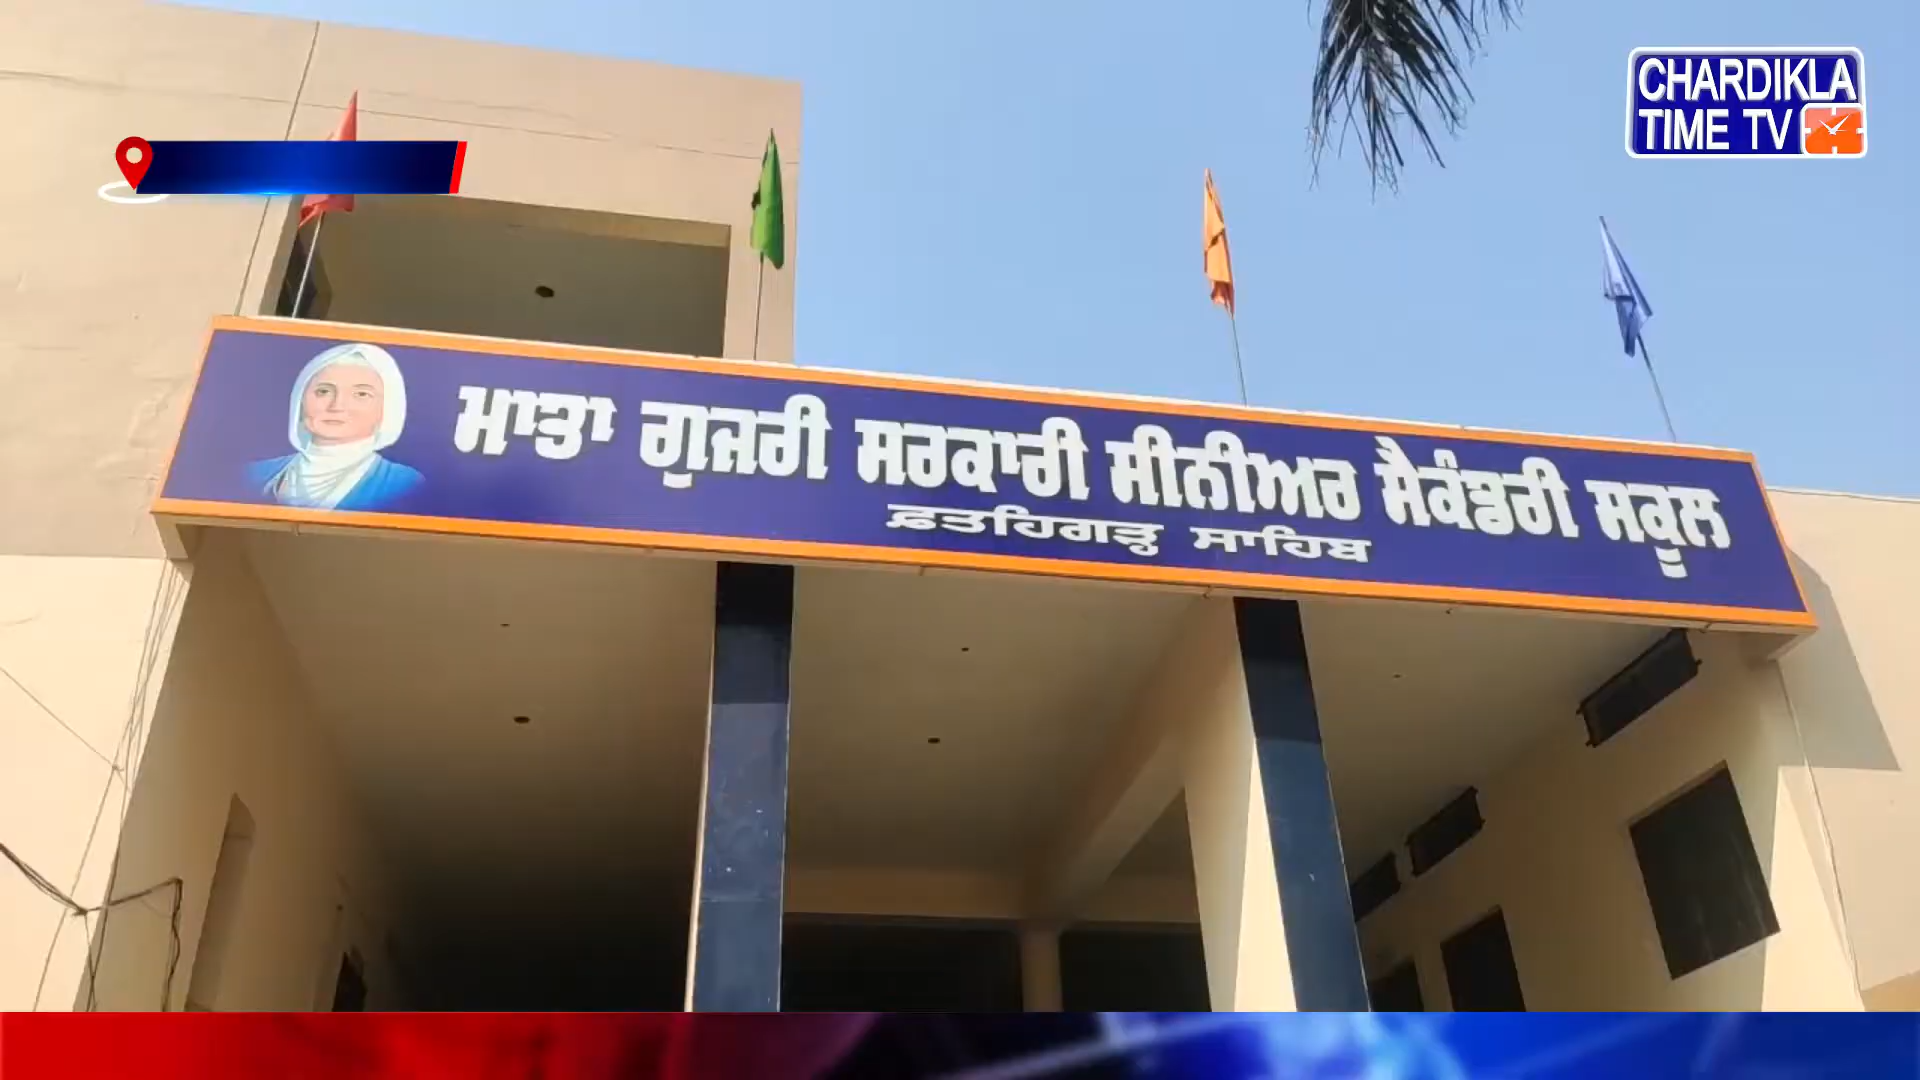 CHARDIKLA
TIME TV
ਮਾਤਾ ਗੁਜਰੀ ਸਰਕਾਰੀ ਸੀਨੀਅਰ ਸੈਕੰਡਰੀ ਸਕੂਲ
ਫ਼ਤਹਿਗੜ੍ਹ ਸਾਹਿਬ